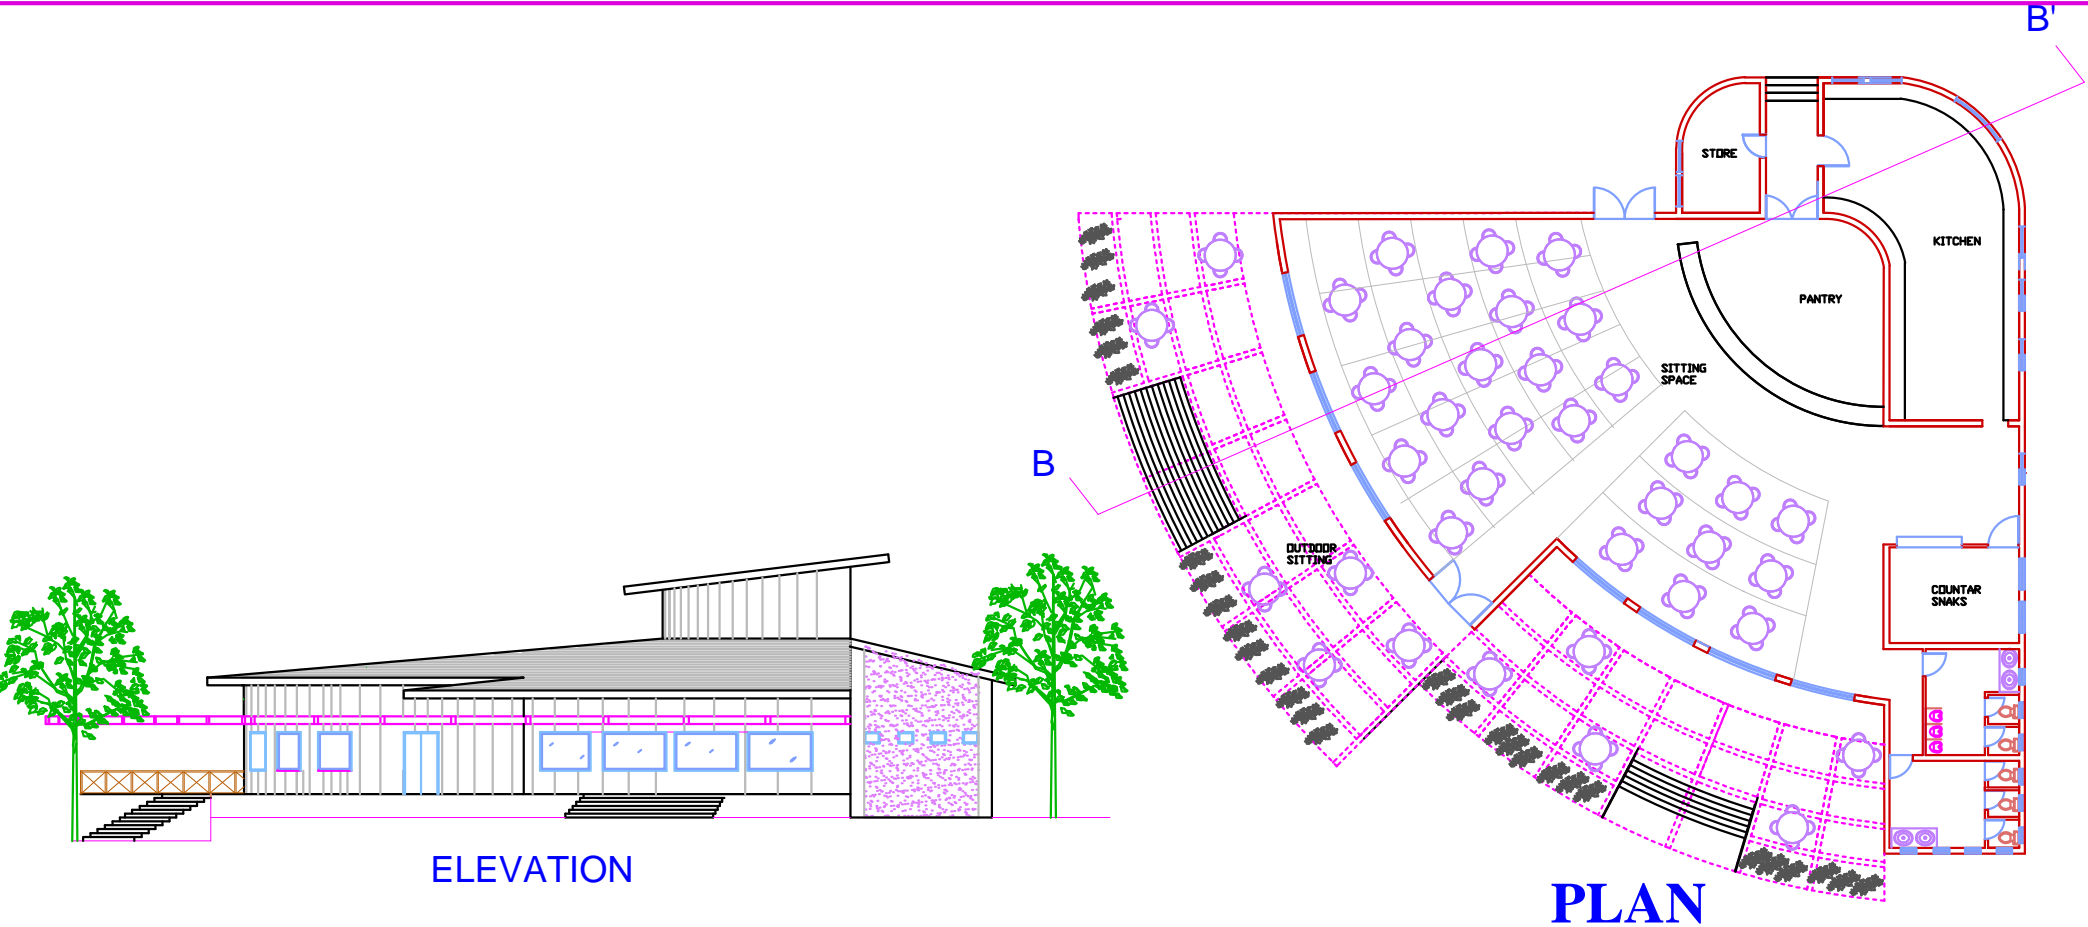 B'
STORE
KITCHEN
PANTRY
SITTING
SPACE
B
OUTDOOR
SITTING
COUNTAR
SNAKS
ELEVATION
PLAN